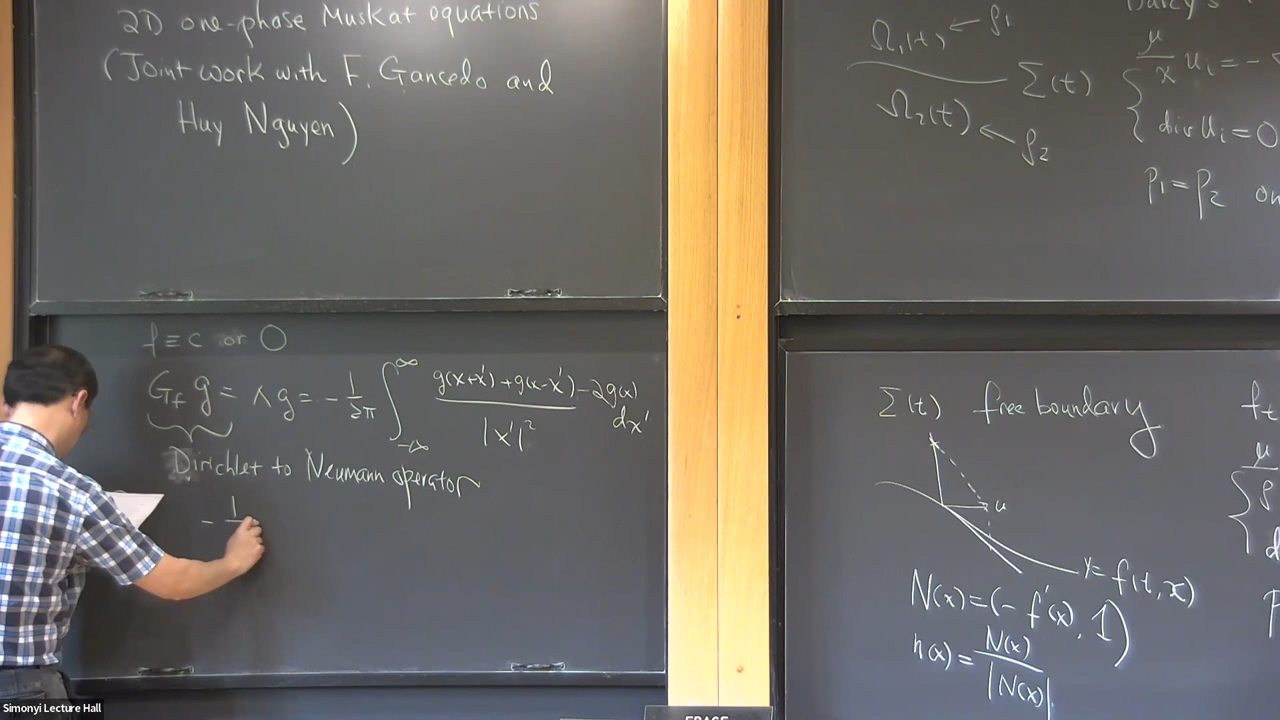 2D one-phase Muskat equations
(Joint work with F. Gancedo and
Huy Nguyen)
f ≡ c or 0
G_f g = Λg = - 1/2π ∫_{-∞}^{∞} (g(x+x') + g(x-x') - 2g(x))/|x'|² dx'
Dirichlet to Neumann operator
- 1
Ω₁(t) ← ρ₁
Σ(t)
Ω₂(t) ← ρ₂
Darcy's
μ/κ u_i = -
div u_i = 0
p₁ = p₂ on
Σ(t) free boundary
u
y = f(t,x)
N(x) = (-f'(x), 1)
n(x) = N(x)/|N(x)|
f_t
μ
ρ
d
Simonyi Lecture Hall
ERASE